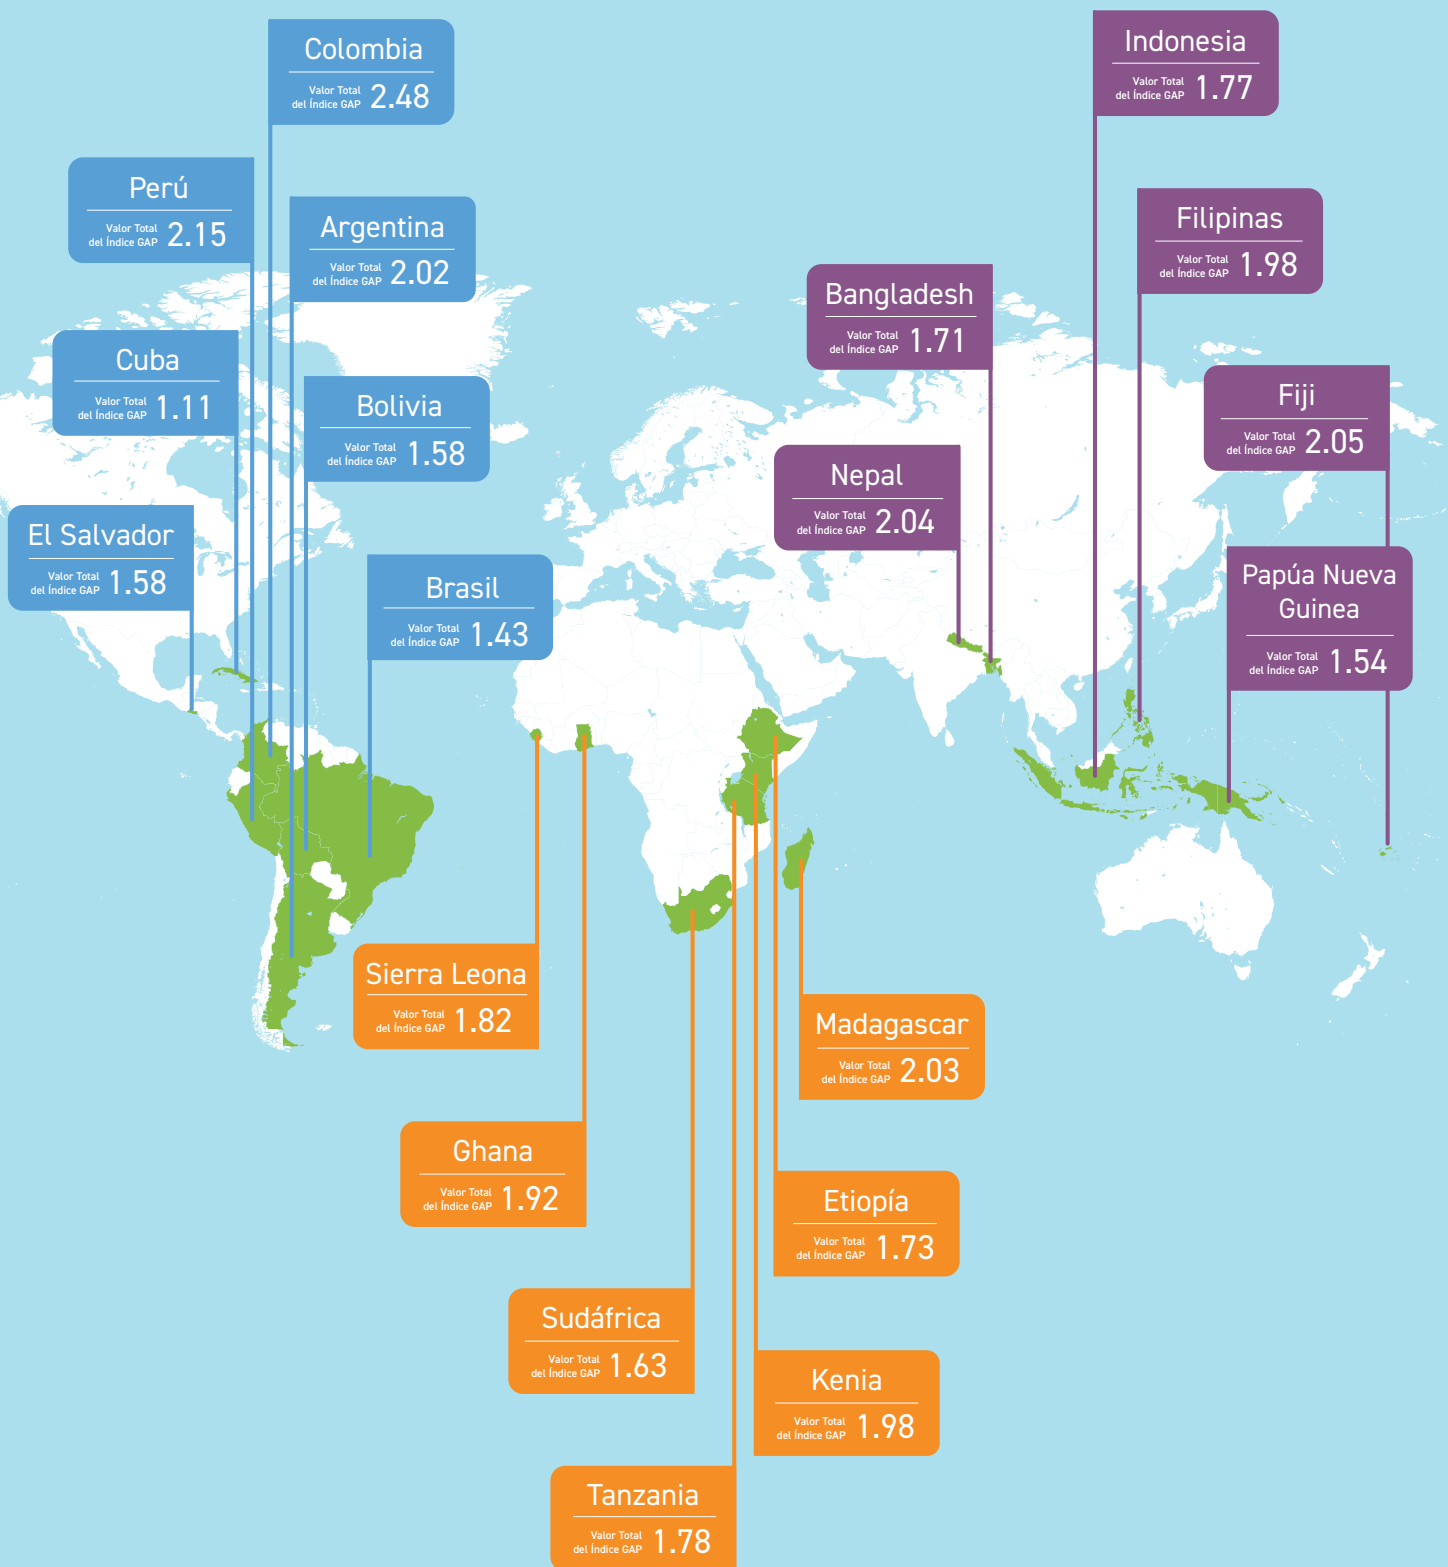 Colombia
Valor Total
del Índice GAP 2.48
Indonesia
Valor Total
del Índice GAP 1.77
Perú
Valor Total
del Índice GAP 2.15
Argentina
Valor Total
del Índice GAP 2.02
Filipinas
Valor Total
del Índice GAP 1.98
Bangladesh
Valor Total
del Índice GAP 1.71
Cuba
Valor Total
del Índice GAP 1.11
Bolivia
Valor Total
del Índice GAP 1.58
Fiji
Valor Total
del Índice GAP 2.05
Nepal
Valor Total
del Índice GAP 2.04
El Salvador
Valor Total
del Índice GAP 1.58
Brasil
Valor Total
del Índice GAP 1.43
Papúa Nueva
Guinea
Valor Total
del Índice GAP 1.54
Sierra Leona
Valor Total
del Índice GAP 1.82
Madagascar
Valor Total
del Índice GAP 2.03
Ghana
Valor Total
del Índice GAP 1.92
Etiopía
Valor Total
del Índice GAP 1.73
Sudáfrica
Valor Total
del Índice GAP 1.63
Kenia
Valor Total
del Índice GAP 1.98
Tanzania
Valor Total
del Índice GAP 1.78